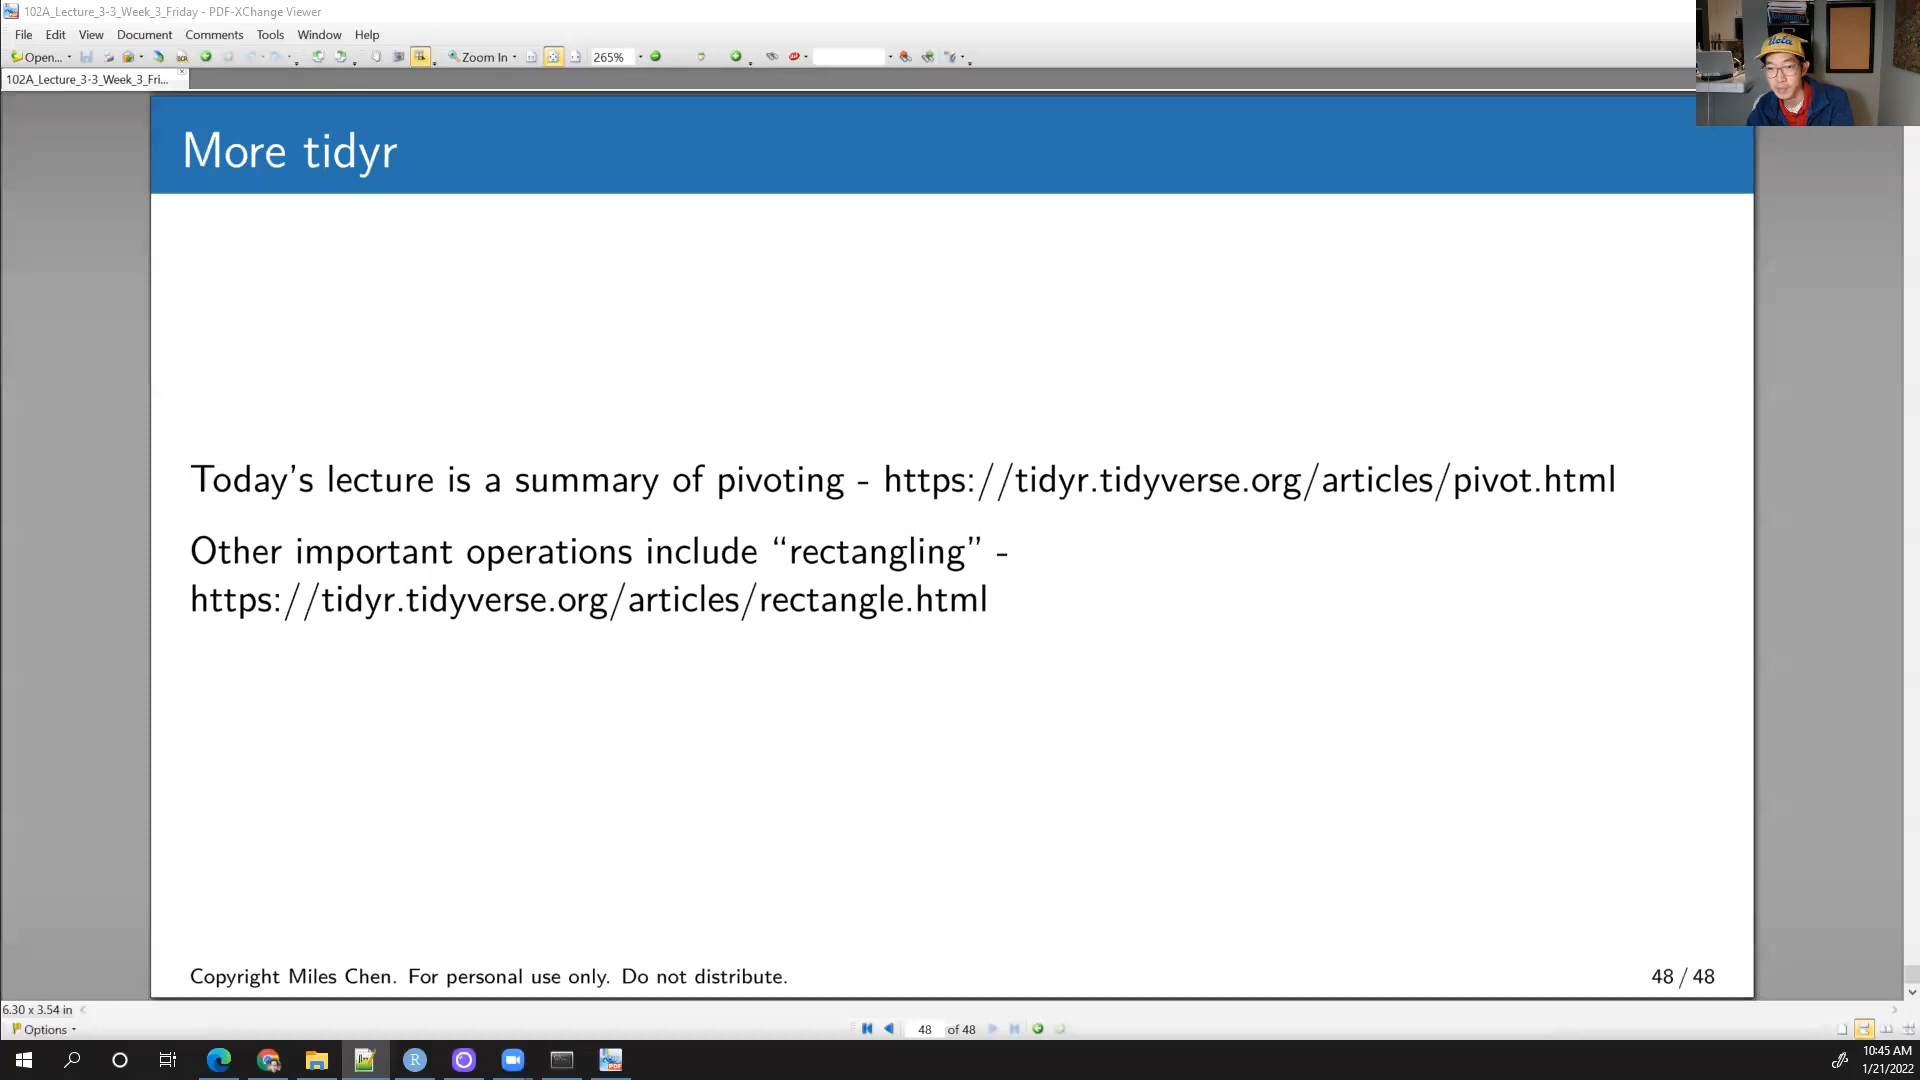 102A_Lecture_3-3_Week_3_Friday - PDF-XChange Viewer
File Edit View Document Comments Tools Window Help
Open... Zoom In 265%
102A_Lecture_3-3_Week_3_Fri...
More tidyr
Today's lecture is a summary of pivoting - https://tidyr.tidyverse.org/articles/pivot.html
Other important operations include “rectangling” -
https://tidyr.tidyverse.org/articles/rectangle.html
Copyright Miles Chen. For personal use only. Do not distribute. 48 / 48
6.30 x 3.54 in
Options 48 of 48
10:45 AM
1/21/2022